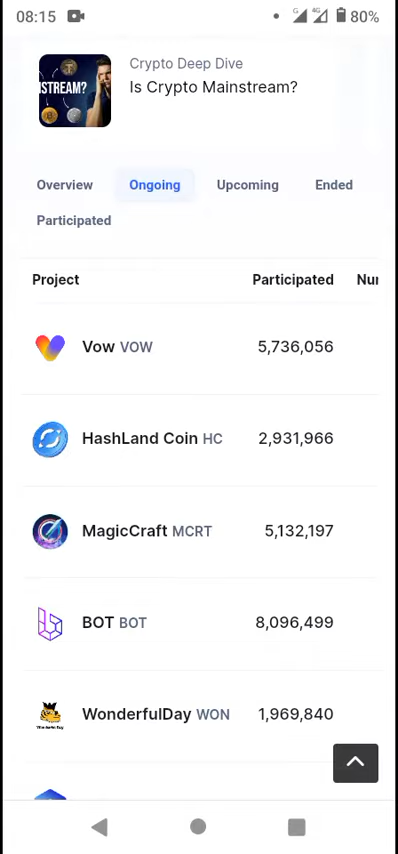 08:15 G 4G 80%
Crypto Deep Dive
STREAM?
Is Crypto Mainstream?
Overview Ongoing Upcoming Ended
Participated
Project Participated Nu
Vow VOW 5,736,056
HashLand Coin HC 2,931,966
MagicCraft MCRT 5,132,197
BOT BOT 8,096,499
WonderfulDay WON 1,969,840